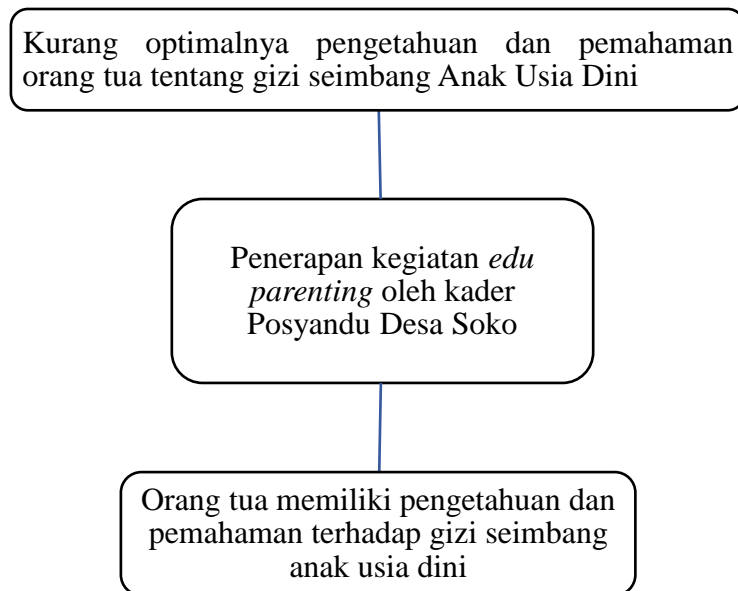 Kurang optimalnya pengetahuan dan pemahaman
orang tua tentang gizi seimbang Anak Usia Dini
Penerapan kegiatan edu
parenting oleh kader
Posyandu Desa Soko
Orang tua memiliki pengetahuan dan
pemahaman terhadap gizi seimbang
anak usia dini